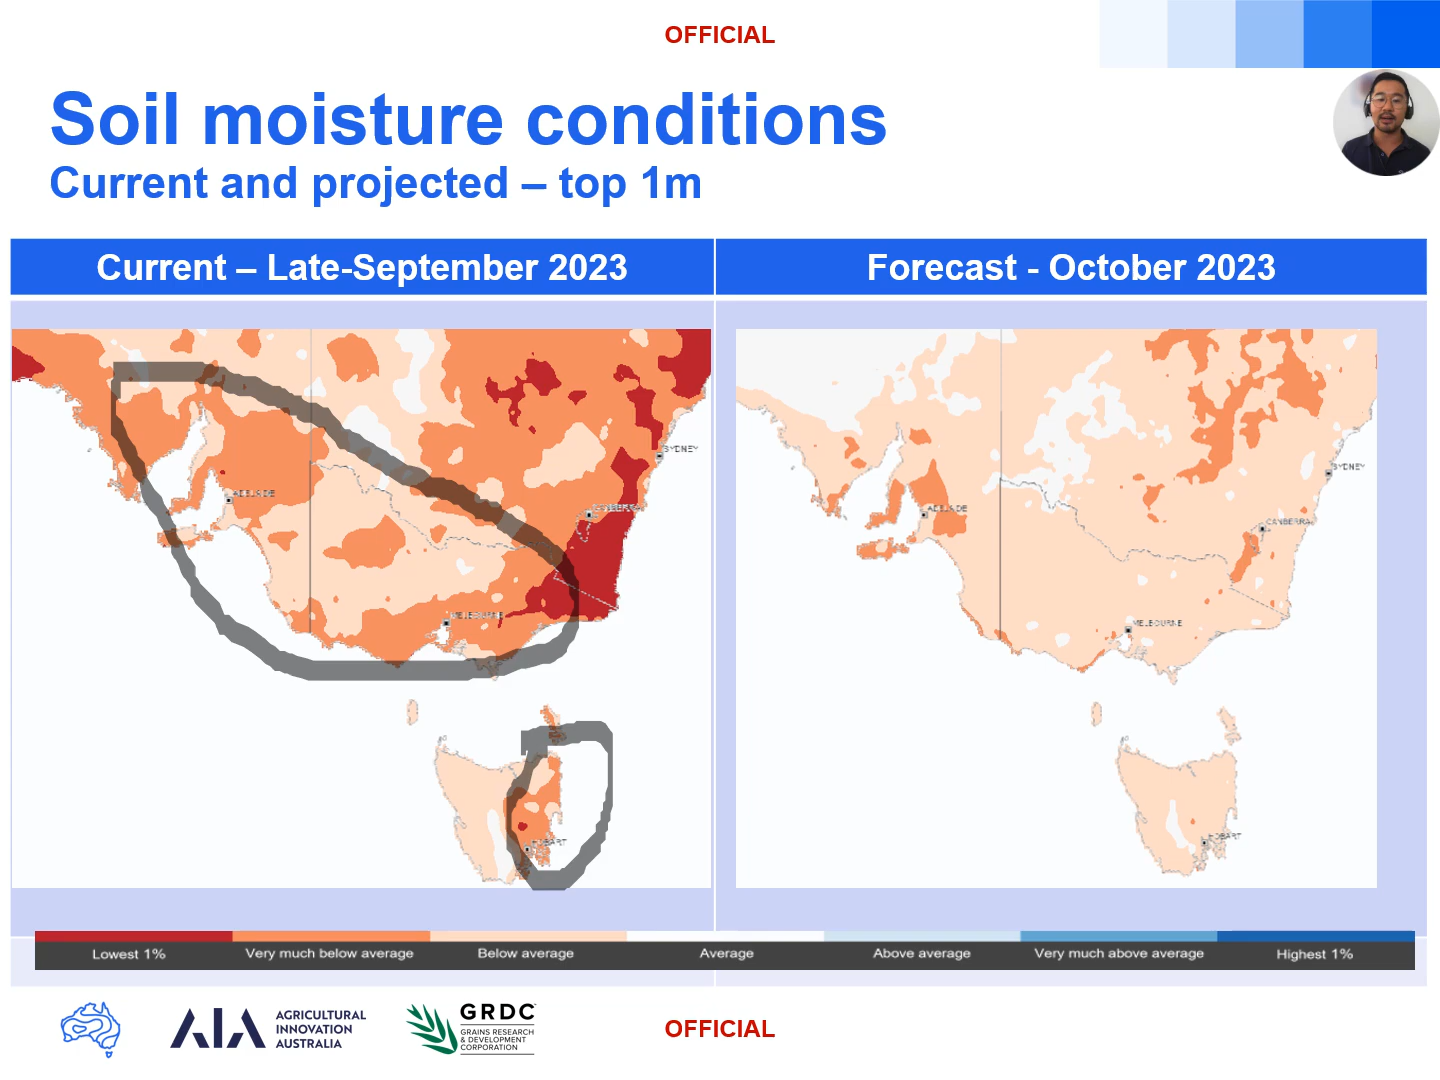 OFFICIAL
Soil moisture conditions
Current and projected – top 1m
Current – Late-September 2023
Forecast - October 2023
SYDNEY
ADELAIDE
CANBERRA
MELBOURNE
HOBART
SYDNEY
ADELAIDE
CANBERRA
MELBOURNE
HOBART
Lowest 1%
Very much below average
Below average
Average
Above average
Very much above average
Highest 1%
AIA
AGRICULTURAL
INNOVATION
AUSTRALIA
GRDC
GRAINS RESEARCH
& DEVELOPMENT
CORPORATION
OFFICIAL